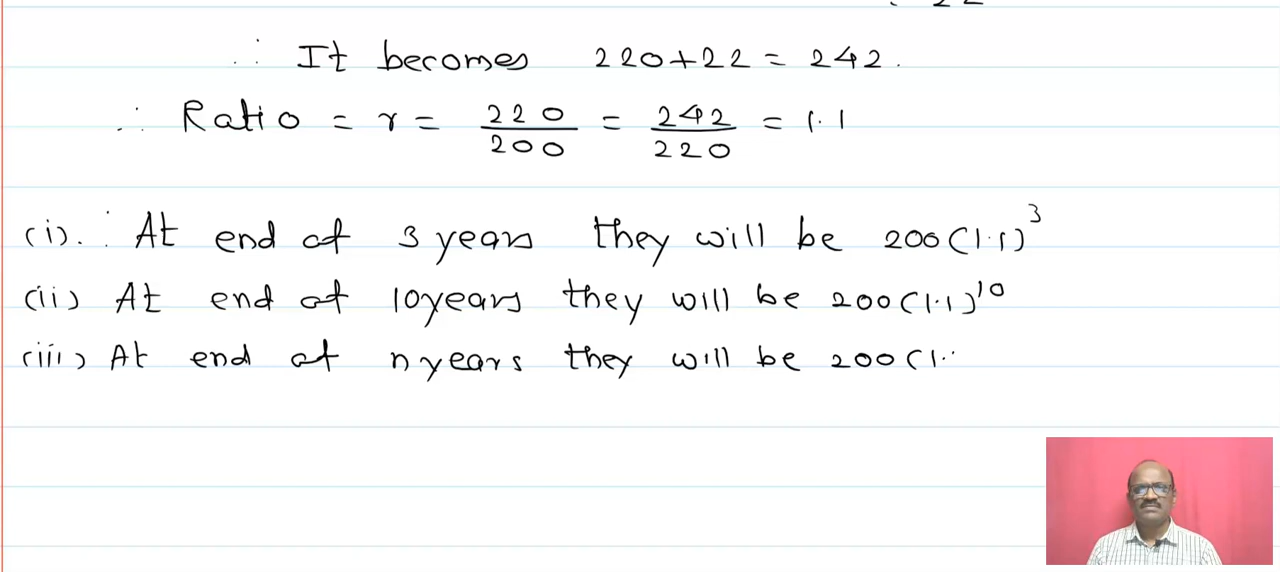 ∴ It becomes 220+22 = 242.
∴ Ratio = r = 220/200 = 242/220 = 1.1
(i). ∴ At end of 3 years they will be 200(1.1)^3
(ii) At end of 10years they will be 200(1.1)^10
(iii) At end of n years they will be 200(1.